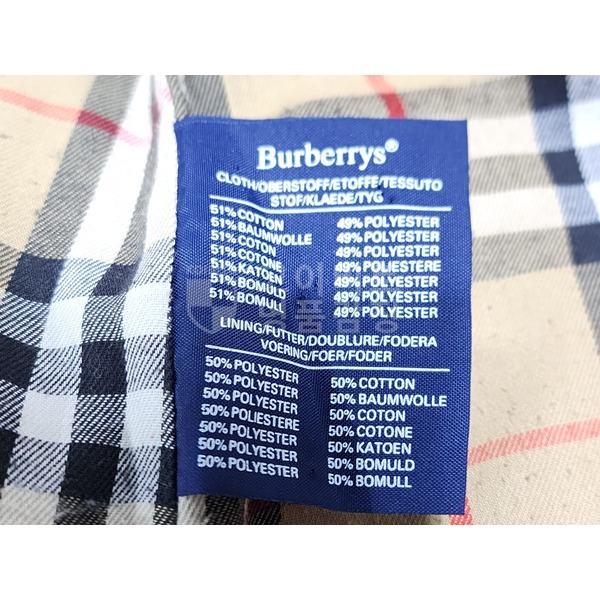 Burberrys®
CLOTH/OBERSTOFF/ETOFFE/TESSUTO
STOF/KLAEDE/TYG
51% COTTON 49% POLYESTER
51% BAUMWOLLE 49% POLYESTER
51% COTON 49% POLYESTER
51% COTONE 49% POLIESTERE
51% KATOEN 49% POLYESTER
51% BOMULD 49% POLYESTER
51% BOMULL 49% POLYESTER
LINING/FUTTER/DOUBLURE/FODERA
VOERING/FOER/FODER
50% POLYESTER 50% COTTON
50% POLYESTER 50% BAUMWOLLE
50% POLYESTER 50% COTON
50% POLIESTERE 50% COTONE
50% POLYESTER 50% KATOEN
50% POLYESTER 50% BOMULD
50% POLYESTER 50% BOMULL